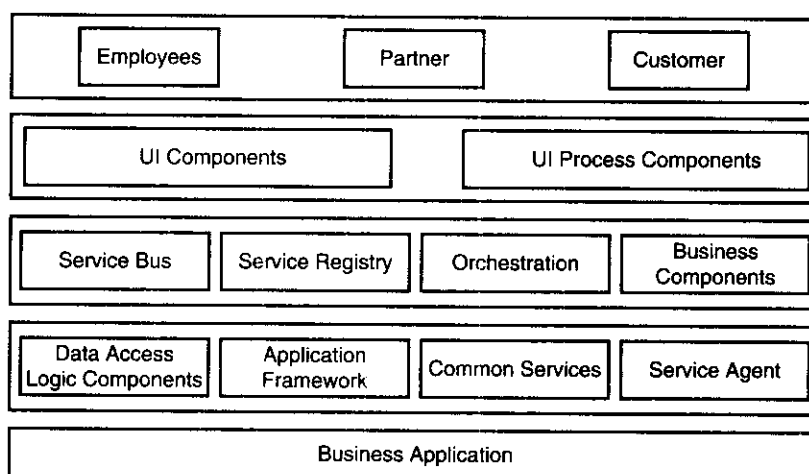 Employees
Partner
Customer
UI Components
UI Process Components
Service Bus
Service Registry
Orchestration
Business
Components
Data Access
Logic Components
Application
Framework
Common Services
Service Agent
Business Application